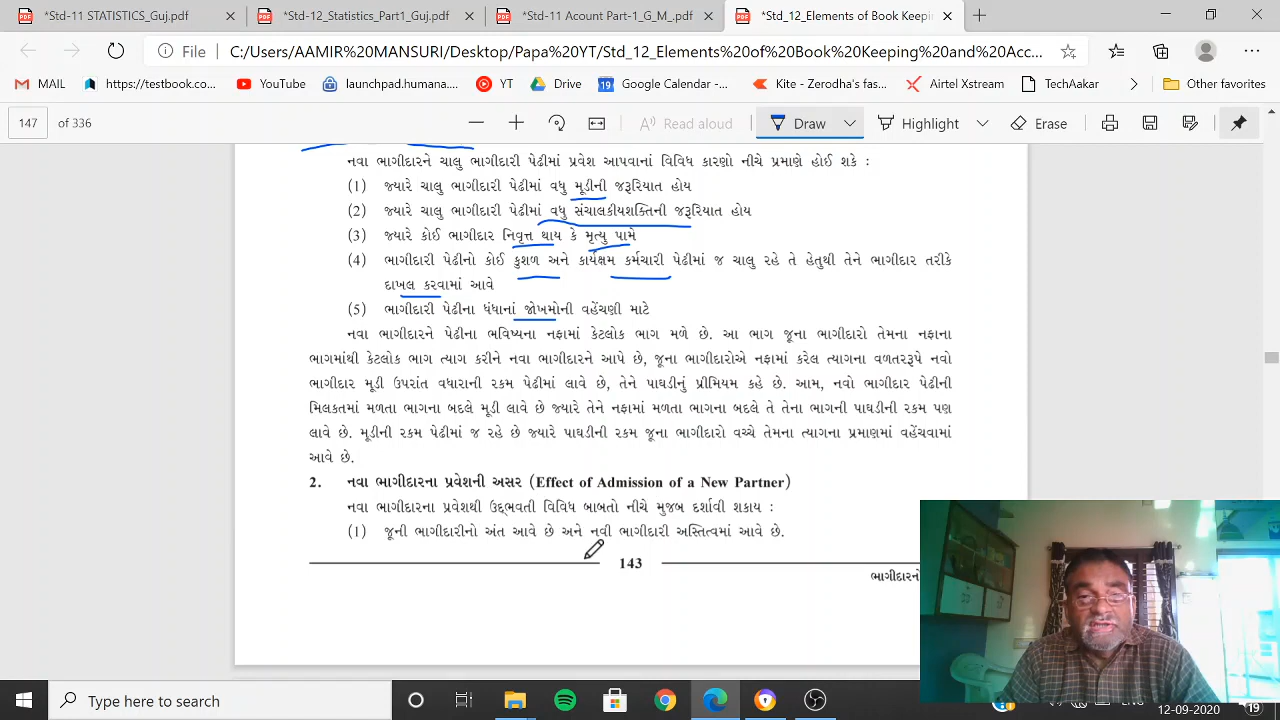 *Std-11 STATISTICS_Guj.pdf
*Std_12_Statistics_Part_Guj.pdf
*Std-11 Acount Part-1_G_M_.pdf
*Std_12_Elements of Book Keepin
File
C:/Users/AAMIR%20MANSURI/Desktop/Papa%20YT/Std_12_Elements%20of%20Book%20Keeping%20and%20Acc...
MAIL
https://testbook.co...
YouTube
launchpad.humana....
YT
Drive
Google Calendar - ...
Kite - Zerodha's fas...
Airtel Xstream
TechAakar
Other favorites
147 of 336
Read aloud
Draw
Highlight
Erase
નવા ભાગીદારને ચાલુ ભાગીદારી પેઢીમાં પ્રવેશ આપવાનાં વિવિધ કારણો નીચે પ્રમાણે હોઈ શકે :
(1) જ્યારે ચાલુ ભાગીદારી પેઢીમાં વધુ મૂડીની જરૂરિયાત હોય
(2) જ્યારે ચાલુ ભાગીદારી પેઢીમાં વધુ સંચાલકીયશક્તિની જરૂરિયાત હોય
(3) જ્યારે કોઈ ભાગીદાર નિવૃત્ત થાય કે મૃત્યુ પામે
(4) ભાગીદારી પેઢીનો કોઈ કુશળ અને કાર્યક્ષમ કર્મચારી પેઢીમાં જ ચાલુ રહે તે હેતુથી તેને ભાગીદાર તરીકે
દાખલ કરવામાં આવે
(5) ભાગીદારી પેઢીના ધંધાનાં જોખમોની વહેંચણી માટે
નવા ભાગીદારને પેઢીના ભવિષ્યના નફામાં કેટલોક ભાગ મળે છે. આ ભાગ જૂના ભાગીદારો તેમના નફાના
ભાગમાંથી કેટલોક ભાગ ત્યાગ કરીને નવા ભાગીદારને આપે છે, જૂના ભાગીદારોએ નફામાં કરેલ ત્યાગના વળતરરૂપે નવો
ભાગીદાર મૂડી ઉપરાંત વધારાની રકમ પેઢીમાં લાવે છે, તેને પાઘડીનું પ્રીમિયમ કહે છે. આમ, નવો ભાગીદાર પેઢીની
મિલકતમાં મળતા ભાગના બદલે મૂડી લાવે છે જ્યારે તેને નફામાં મળતા ભાગના બદલે તે તેના ભાગની પાઘડીની રકમ પણ
લાવે છે. મૂડીની રકમ પેઢીમાં જ રહે છે જ્યારે પાઘડીની રકમ જૂના ભાગીદારો વચ્ચે તેમના ત્યાગના પ્રમાણમાં વહેંચવામાં
આવે છે.
2. નવા ભાગીદારના પ્રવેશની અસર (Effect of Admission of a New Partner)
નવા ભાગીદારના પ્રવેશથી ઉદ્ભવતી વિવિધ બાબતો નીચે મુજબ દર્શાવી શકાય :
(1) જૂની ભાગીદારીનો અંત આવે છે અને નવી ભાગીદારી અસ્તિત્વમાં આવે છે.
143
Type here to search
12-09-2020
19